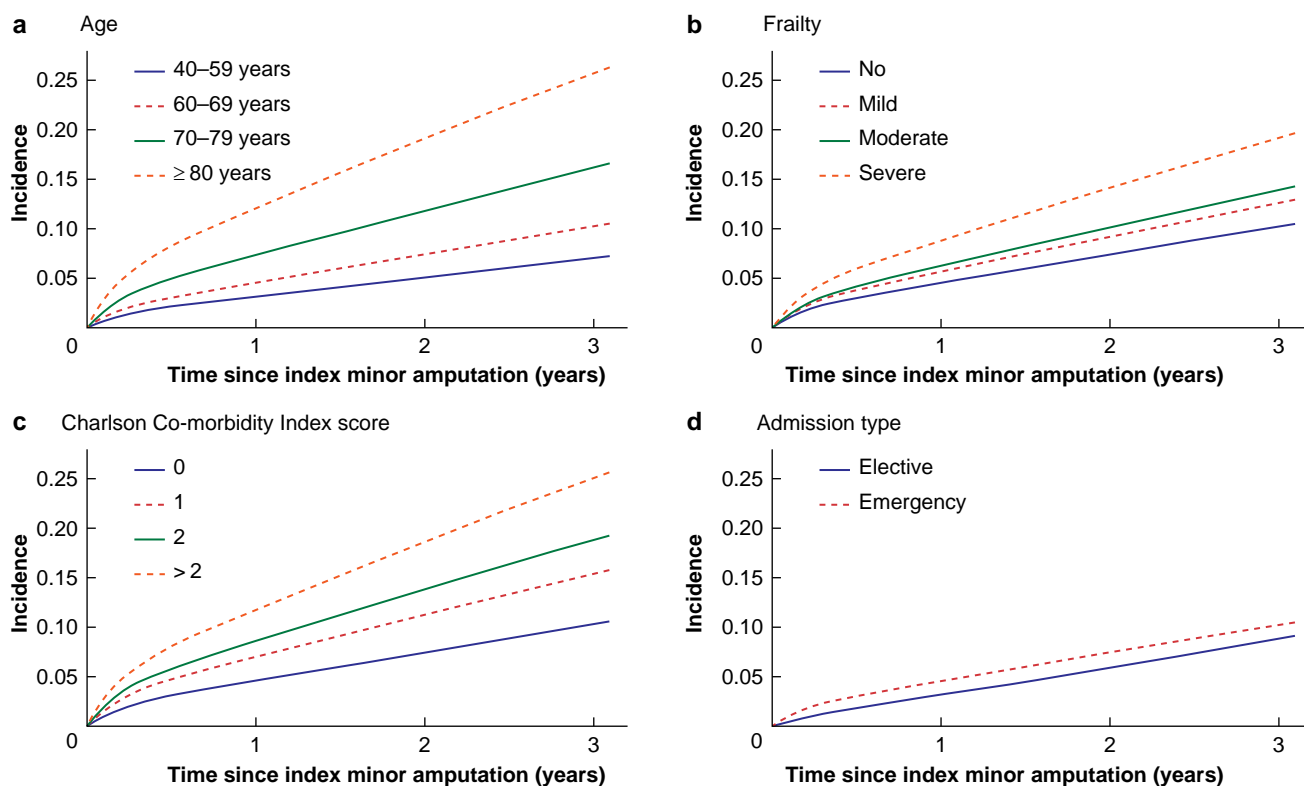 a Age
40–59 years
60–69 years
70–79 years
≥ 80 years
0.25
0.20
0.15
0.10
0.05
Incidence
0 1 2 3
Time since index minor amputation (years)
b Frailty
No
Mild
Moderate
Severe
0.25
0.20
0.15
0.10
0.05
Incidence
0 1 2 3
Time since index minor amputation (years)
c Charlson Co-morbidity Index score
0
1
2
> 2
0.25
0.20
0.15
0.10
0.05
Incidence
0 1 2 3
Time since index minor amputation (years)
d Admission type
Elective
Emergency
0.25
0.20
0.15
0.10
0.05
Incidence
0 1 2 3
Time since index minor amputation (years)